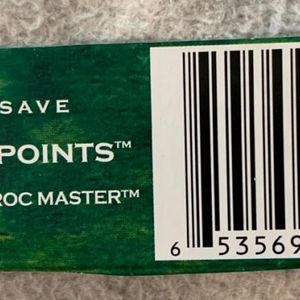 SAVE
POINTS™
ROC MASTER™
6 53569